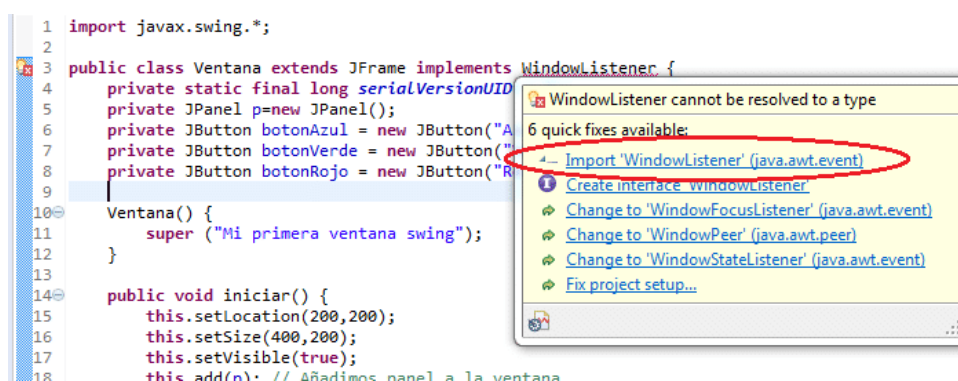 1 import javax.swing.*;
2
3 public class Ventana extends JFrame implements WindowListener {
4 private static final long serialVersionUID
5 private JPanel p=new JPanel();
6 private JButton botonAzul = new JButton("A
7 private JButton botonVerde = new JButton("
8 private JButton botonRojo = new JButton("R
9
10 Ventana() {
11 super ("Mi primera ventana swing");
12 }
13
14 public void iniciar() {
15 this.setLocation(200,200);
16 this.setSize(400,200);
17 this.setVisible(true);
18 this.add(p); // Añadimos panel a la ventana
WindowListener cannot be resolved to a type
6 quick fixes available:
Import 'WindowListener' (java.awt.event)
Create interface 'WindowListener'
Change to 'WindowFocusListener' (java.awt.event)
Change to 'WindowPeer' (java.awt.peer)
Change to 'WindowStateListener' (java.awt.event)
Fix project setup...